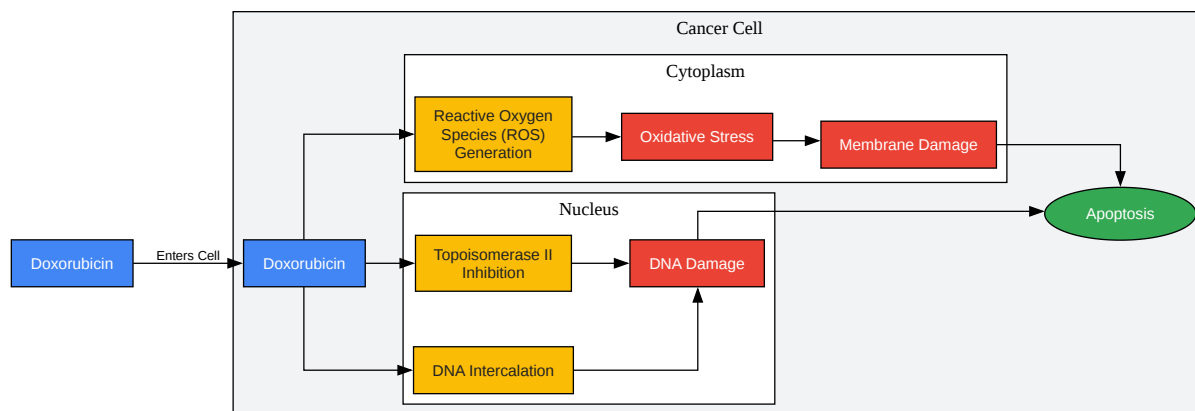 Cancer Cell
Cytoplasm
Reactive Oxygen
Species (ROS)
Generation
Oxidative Stress
Membrane Damage
Nucleus
Apoptosis
Doxorubicin
Enters Cell
Doxorubicin
Topoisomerase II
Inhibition
DNA Damage
DNA Intercalation